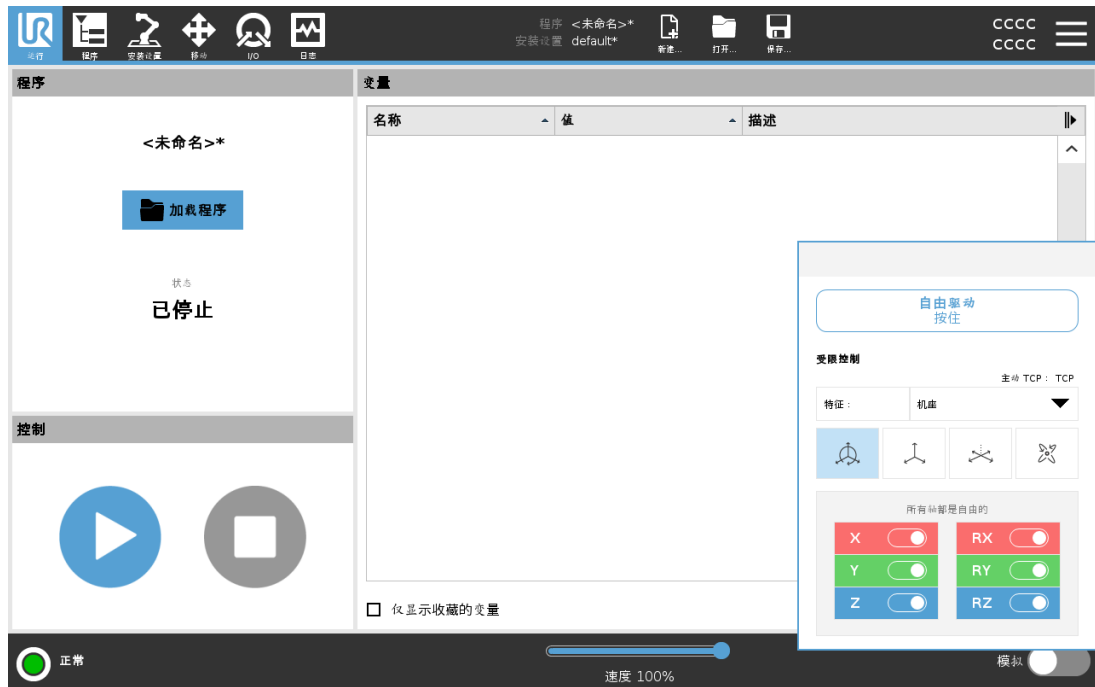 UR
运行
程序
安装设置
移动
I/O
日志
程序 <未命名>*
安装设置 default*
新建...
打开...
保存...
CCCC
CCCC
程序
<未命名>*
加载程序
状态
已停止
控制
变量
名称 值 描述
仅显示收藏的变量
自由驱动
按住
受限控制
主动 TCP： TCP
特征： 机座
所有轴都是自由的
X RX
Y RY
Z RZ
正常
速度 100%
模拟